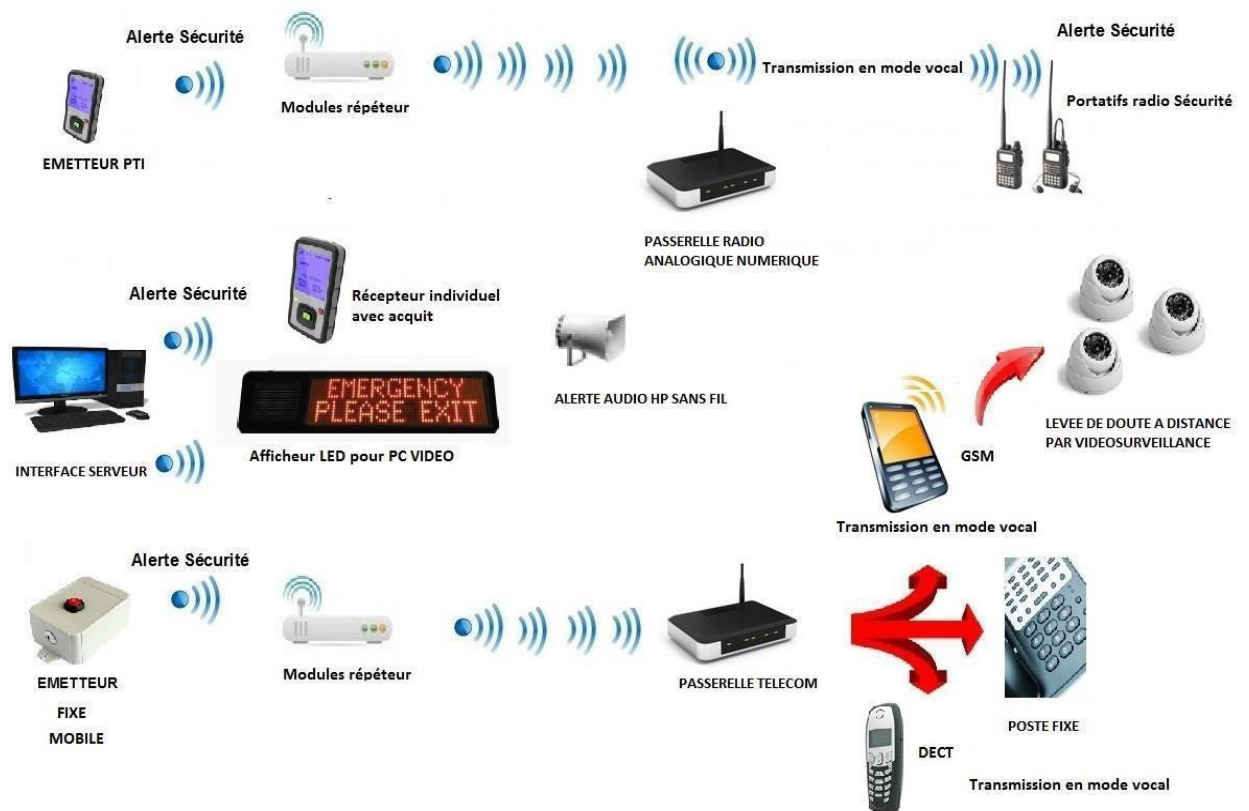 Alerte Sécurité
Alerte Sécurité
Transmission en mode vocal
Modules répéteur
Portatifs radio Sécurité
EMETTEUR PTI
PASSERELLE RADIO
ANALOGIQUE NUMERIQUE
Alerte Sécurité
Récepteur individuel
avec acquit
EMERGENCY
PLEASE EXIT
ALERTE AUDIO HP SANS FIL
LEVEE DE DOUTE A DISTANCE
PAR VIDEOSURVEILLANCE
Afficheur LED pour PC VIDEO
GSM
INTERFACE SERVEUR
Transmission en mode vocal
Alerte Sécurité
Modules répéteur
PASSERELLE TELECOM
EMETTEUR
FIXE
MOBILE
POSTE FIXE
DECT
Transmission en mode vocal